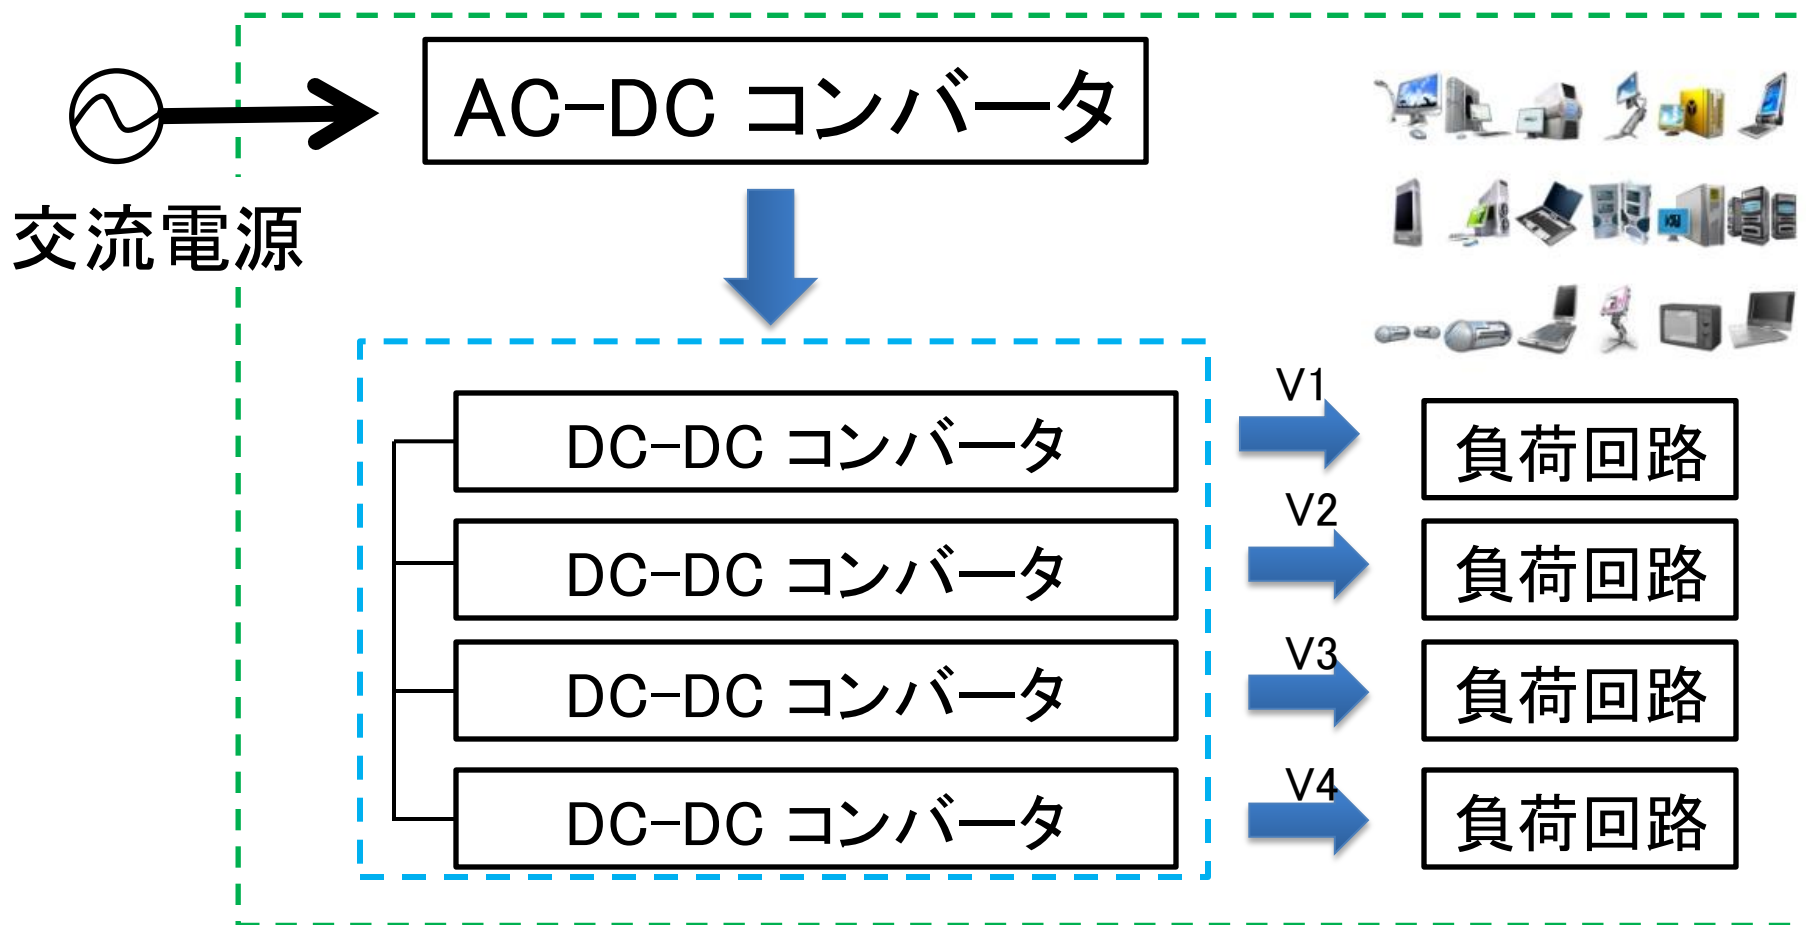 AC-DC コンバータ
交流電源
V1
DC-DC コンバータ
負荷回路
V2
DC-DC コンバータ
負荷回路
V3
DC-DC コンバータ
負荷回路
V4
DC-DC コンバータ
負荷回路